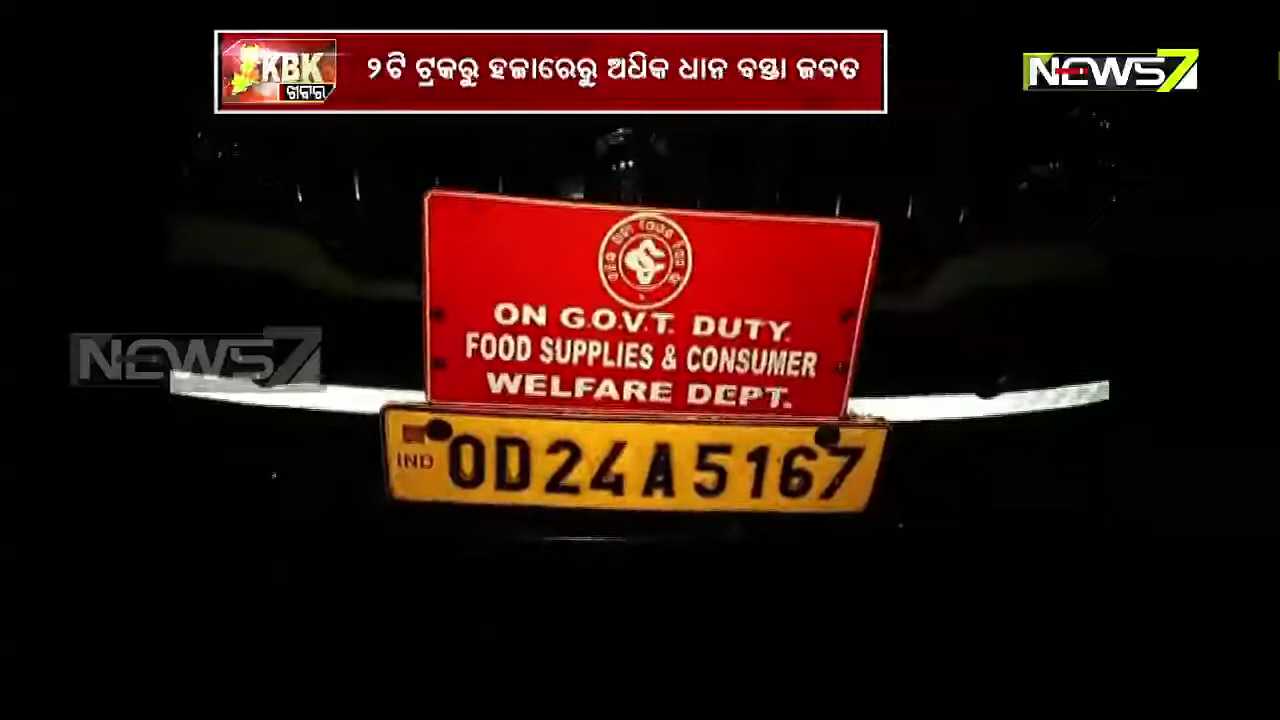 KBK
ଖବର
୨ଟି ଟ୍ରକରୁ ହଜାରେରୁ ଅଧିକ ଧାନ ବସ୍ତା ଜବତ
NEWS7
ON G.O.V.T. DUTY.
FOOD SUPPLIES & CONSUMER
WELFARE DEPT.
NEWS7
IND
OD24A5167